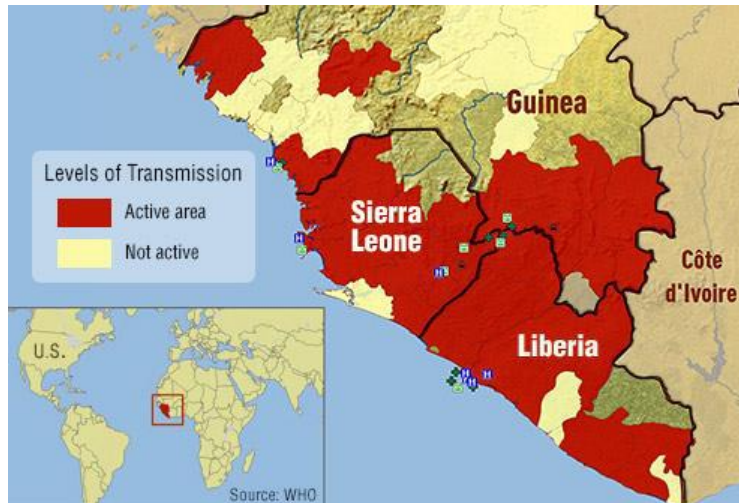 Guinea
Levels of Transmission
Active area
Not active
Sierra
Leone
Côte
d'Ivoire
Liberia
U.S.
Source: WHO